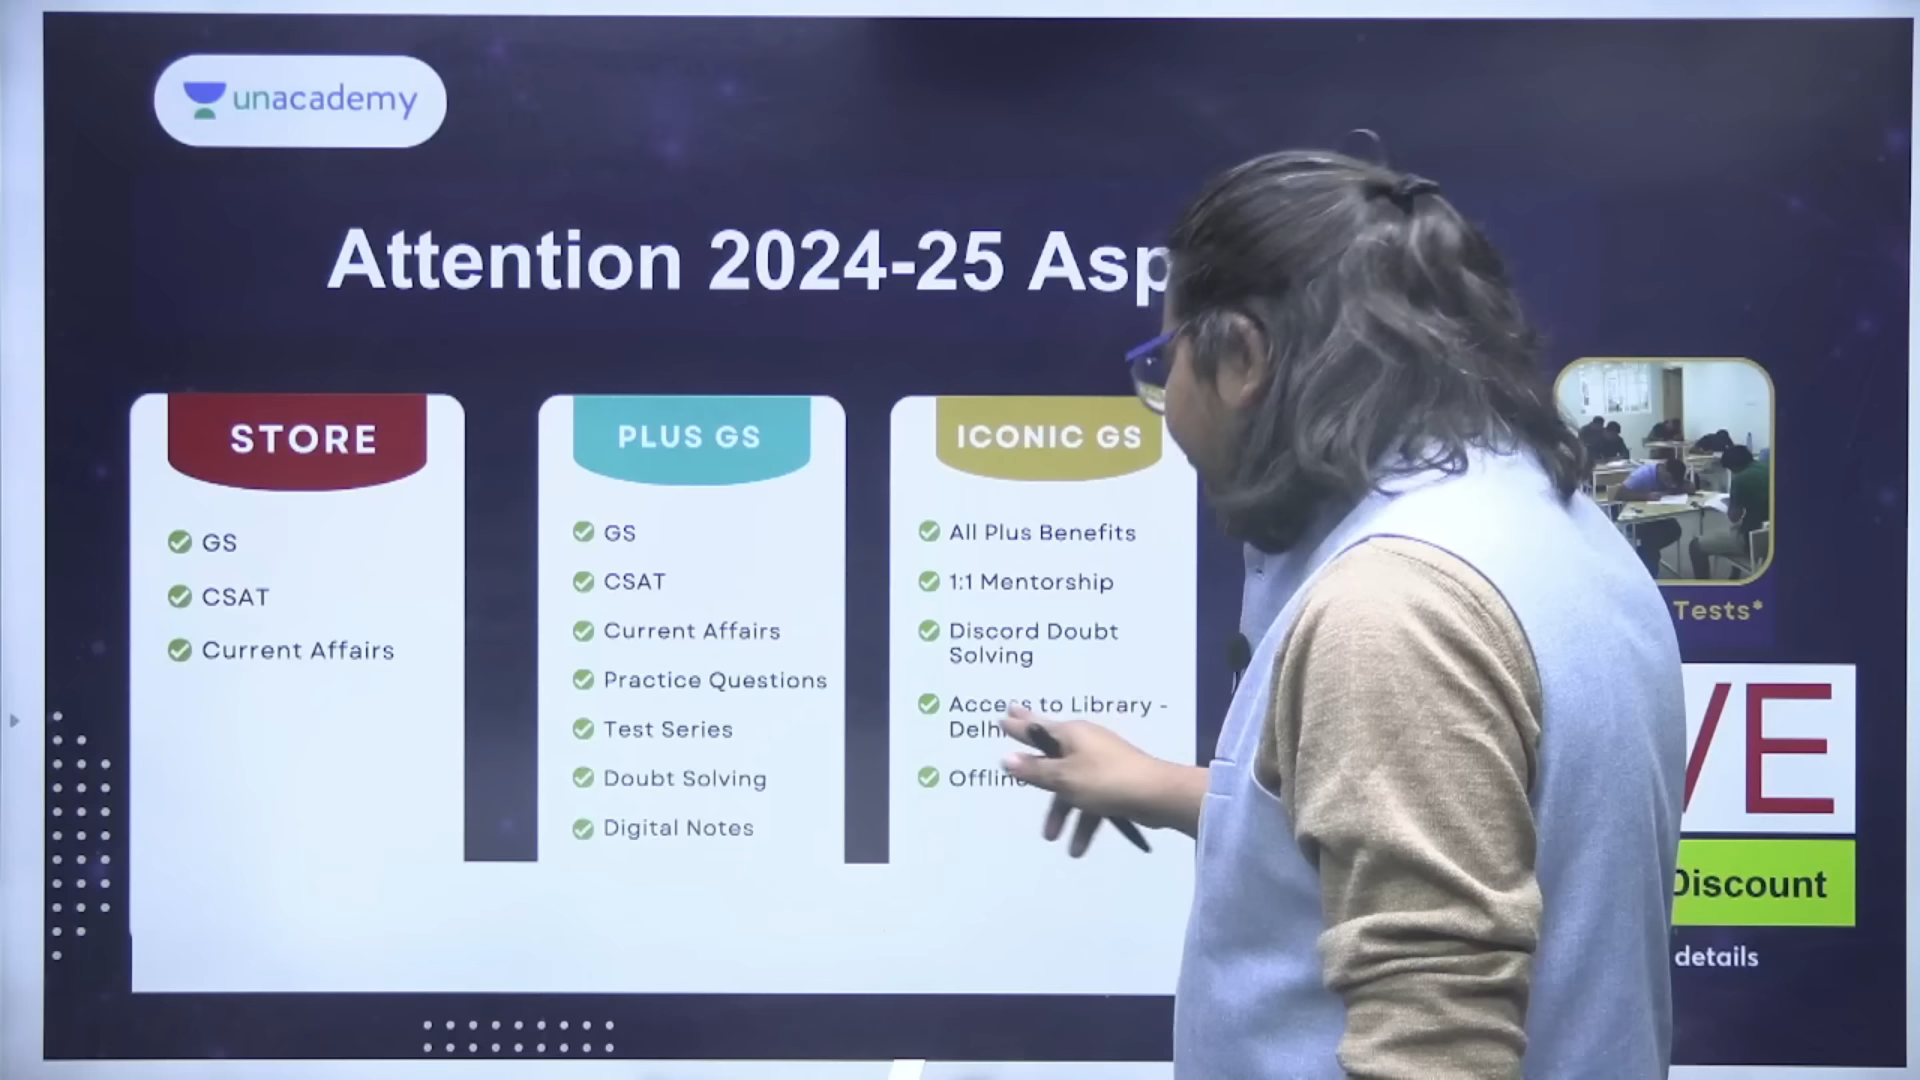 unacademy
Attention 2024-25 Asp
STORE
GS
CSAT
Current Affairs
PLUS GS
GS
CSAT
Current Affairs
Practice Questions
Test Series
Doubt Solving
Digital Notes
ICONIC GS
All Plus Benefits
1:1 Mentorship
Discord Doubt
Solving
Access to Library -
Delhi
Offline
Tests*
VE
Discount
details